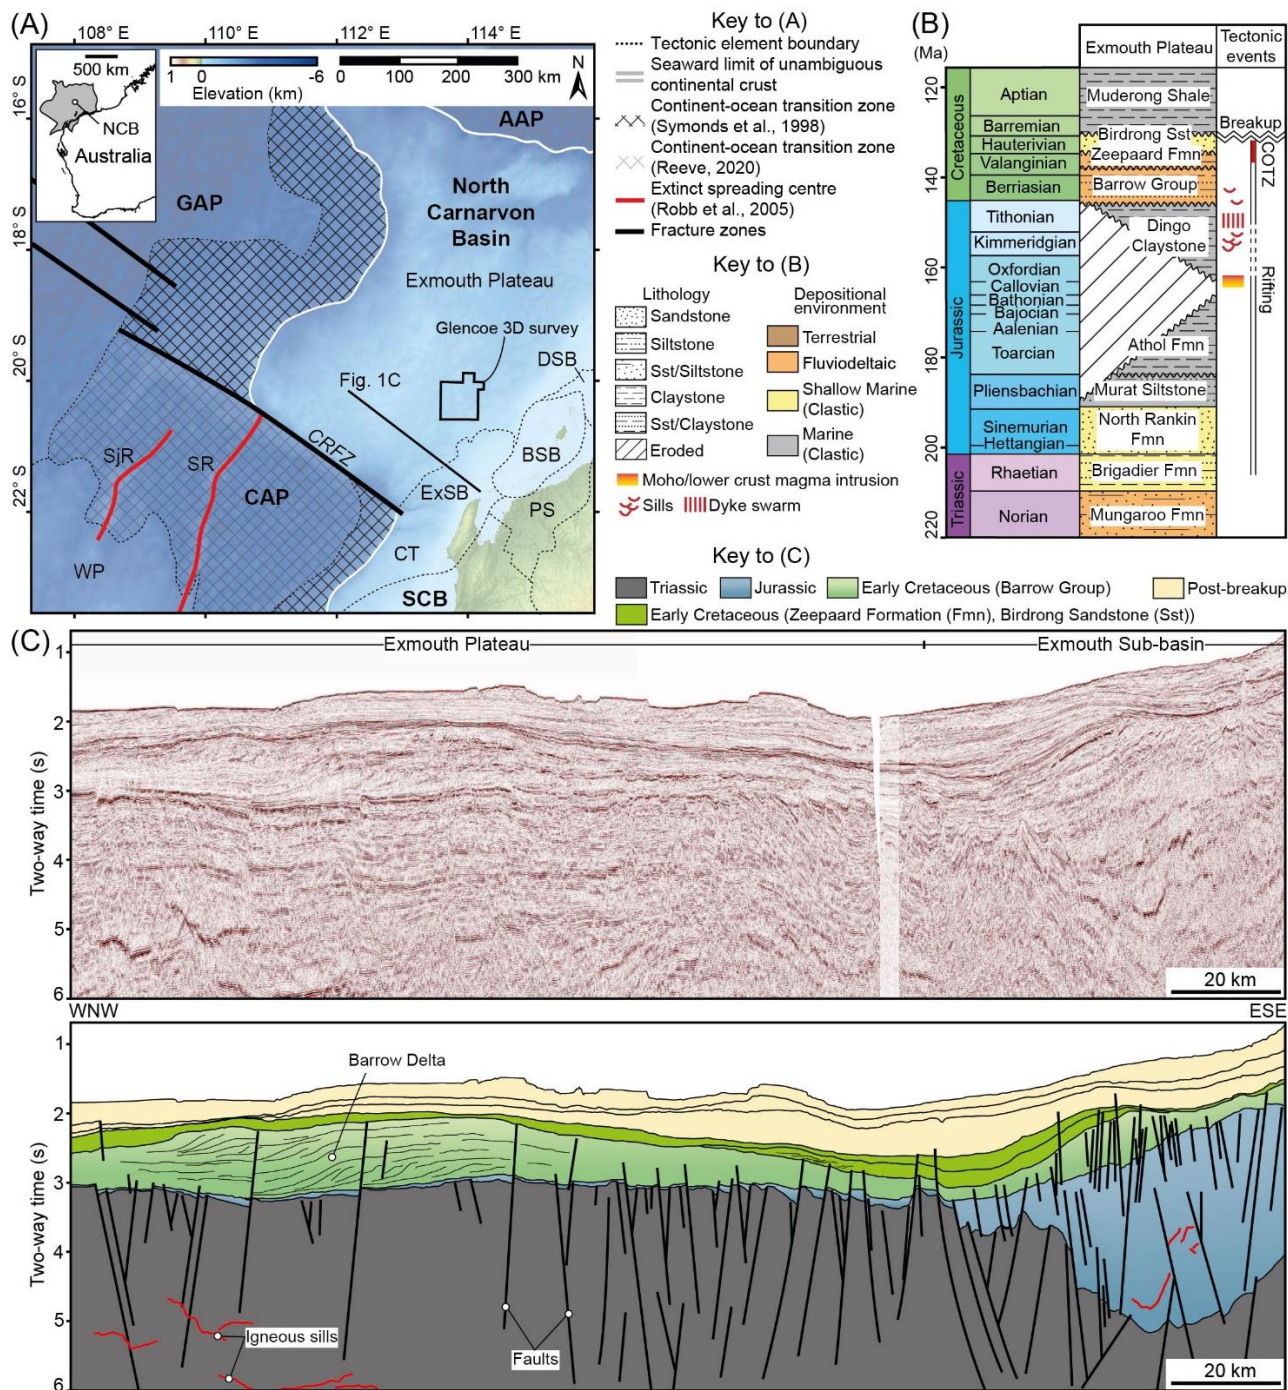 (A)
108° E
110° E
112° E
114° E
500 km
NCB
Australia
1 0 -6
Elevation (km)
0 100 200 300 km
N
16° S
18° S
20° S
22° S
AAP
GAP
North
Carnarvon
Basin
Exmouth Plateau
Glencoe 3D survey
DSB
Fig. 1C
CRFZ
BSB
SjR
SR
CAP
ExSB
PS
WP
CT
SCB
Key to (A)
Tectonic element boundary
Seaward limit of unambiguous
continental crust
Continent-ocean transition zone
(Symonds et al., 1998)
Continent-ocean transition zone
(Reeve, 2020)
Extinct spreading centre
(Robb et al., 2005)
Fracture zones
Key to (B)
Lithology
Sandstone
Siltstone
Sst/Siltstone
Claystone
Sst/Claystone
Eroded
Depositional
environment
Terrestrial
Fluviodeltaic
Shallow Marine
(Clastic)
Marine
(Clastic)
Moho/lower crust magma intrusion
Sills
Dyke swarm
(B)
(Ma)
Exmouth Plateau
Tectonic
events
120
140
160
180
200
220
Cretaceous
Jurassic
Triassic
Aptian
Barremian
Hauterivian
Valanginian
Berriasian
Tithonian
Kimmeridgian
Oxfordian
Callovian
Bathonian
Bajocian
Aalenian
Toarcian
Pliensbachian
Sinemurian
Hettangian
Rhaetian
Norian
Muderong Shale
Birdrong Sst
Zeepaard Fmn
Barrow Group
Dingo
Claystone
Athol Fmn
Murat Siltstone
North Rankin
Fmn
Brigadier Fmn
Mungaroo Fmn
Breakup
COTZ
Rifting
Key to (C)
Triassic
Jurassic
Early Cretaceous (Barrow Group)
Post-breakup
Early Cretaceous (Zeepaard Formation (Fmn), Birdrong Sandstone (Sst))
(C)
Exmouth Plateau
Exmouth Sub-basin
Two-way time (s)
1
2
3
4
5
6
20 km
WNW
ESE
Barrow Delta
Two-way time (s)
1
2
3
4
5
6
Igneous sills
Faults
20 km